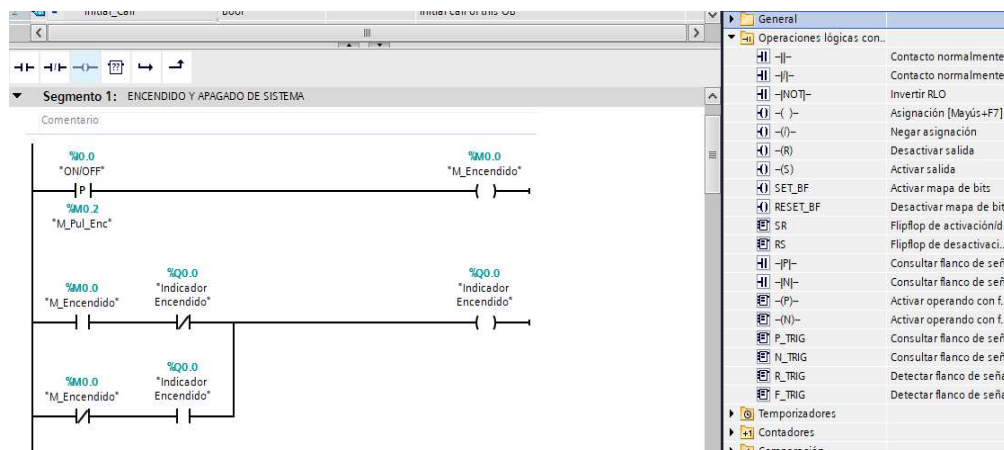 Initial_Call Bool Initial call of this OB
Segmento 1: ENCENDIDO Y APAGADO DE SISTEMA
Comentario
%I0.0
"ON/OFF"
P
%M0.2
"M_Pul_Enc"
%M0.0
"M_Encendido"
%M0.0
"M_Encendido"
%Q0.0
"Indicador
Encendido"
%Q0.0
"Indicador
Encendido"
%M0.0
"M_Encendido"
%Q0.0
"Indicador
Encendido"
General
Operaciones lógicas con..
-||- Contacto normalmente
-|/|- Contacto normalmente
-|NOT|- Invertir RLO
-( )- Asignación [Mayús+F7]
-(/)- Negar asignación
-(R) Desactivar salida
-(S) Activar salida
SET_BF Activar mapa de bits
RESET_BF Desactivar mapa de bit
SR Flipflop de activación/d.
RS Flipflop de desactivaci..
-|P|- Consultar flanco de señ
-|N|- Consultar flanco de señ
-(P)- Activar operando con f.
-(N)- Activar operando con f.
P_TRIG Consultar flanco de señ
N_TRIG Consultar flanco de señ
R_TRIG Detectar flanco de seña
F_TRIG Detectar flanco de seña
Temporizadores
Contadores
Comparación